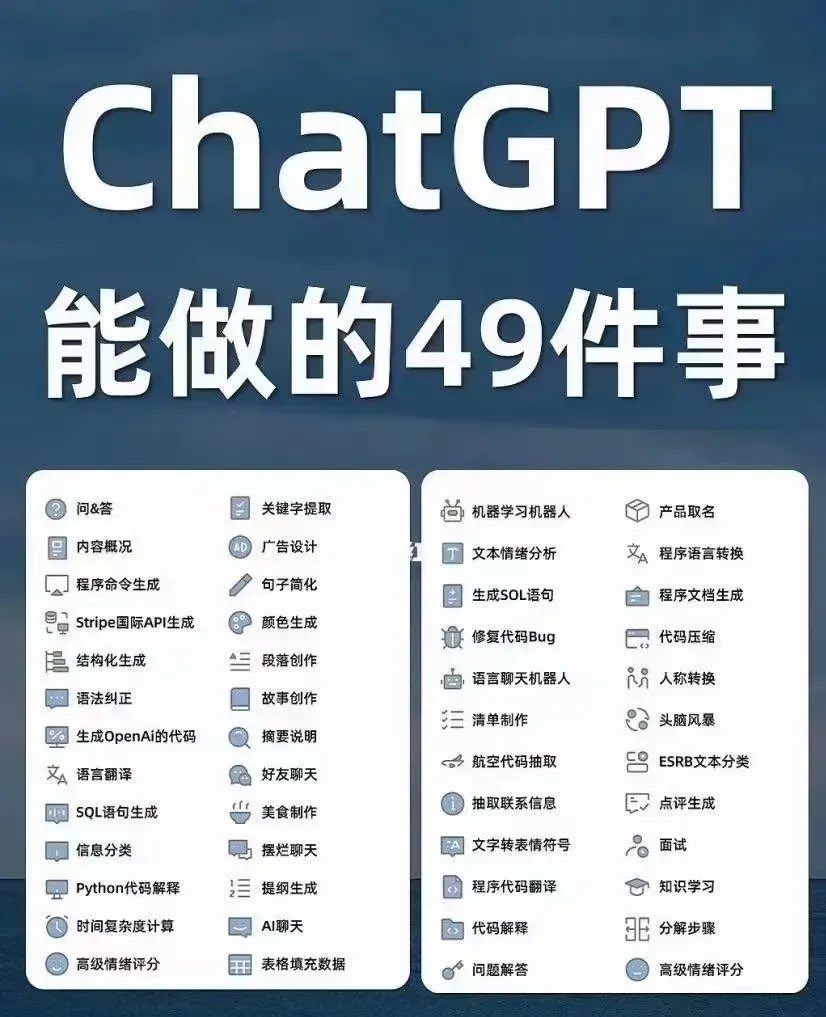 ChatGPT
能做的49件事
问&答
内容概况
程序命令生成
Stripe国际API生成
结构化生成
语法纠正
生成OpenAi的代码
语言翻译
SQL语句生成
信息分类
Python代码解释
时间复杂度计算
高级情绪评分
关键字提取
AD
广告设计
句子简化
颜色生成
段落创作
故事创作
摘要说明
好友聊天
美食制作
摆烂聊天
提纲生成
AI聊天
表格填充数据
机器学习机器人
文本情绪分析
生成SOL语句
修复代码Bug
语言聊天机器人
清单制作
航空代码抽取
抽取联系信息
文字转表情符号
程序代码翻译
代码解释
问题解答
产品取名
程序语言转换
程序文档生成
代码压缩
人称转换
头脑风暴
ESRB文本分类
点评生成
面试
知识学习
分解步骤
高级情绪评分